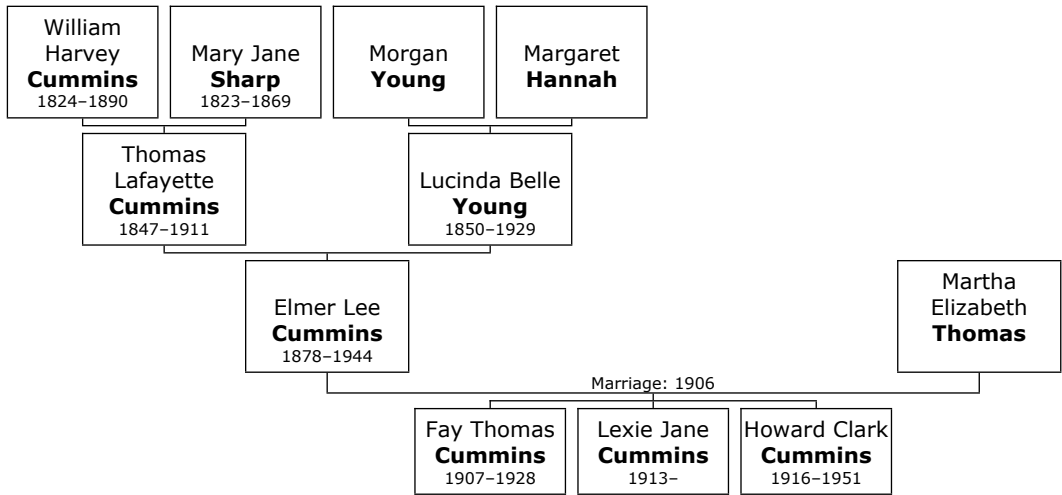 William
Harvey
Cummins
1824–1890
Mary Jane
Sharp
1823–1869
Morgan
Young
Margaret
Hannah
Thomas
Lafayette
Cummins
1847–1911
Lucinda Belle
Young
1850–1929
Elmer Lee
Cummins
1878–1944
Martha
Elizabeth
Thomas
Marriage: 1906
Fay Thomas
Cummins
1907–1928
Lexie Jane
Cummins
1913–
Howard Clark
Cummins
1916–1951